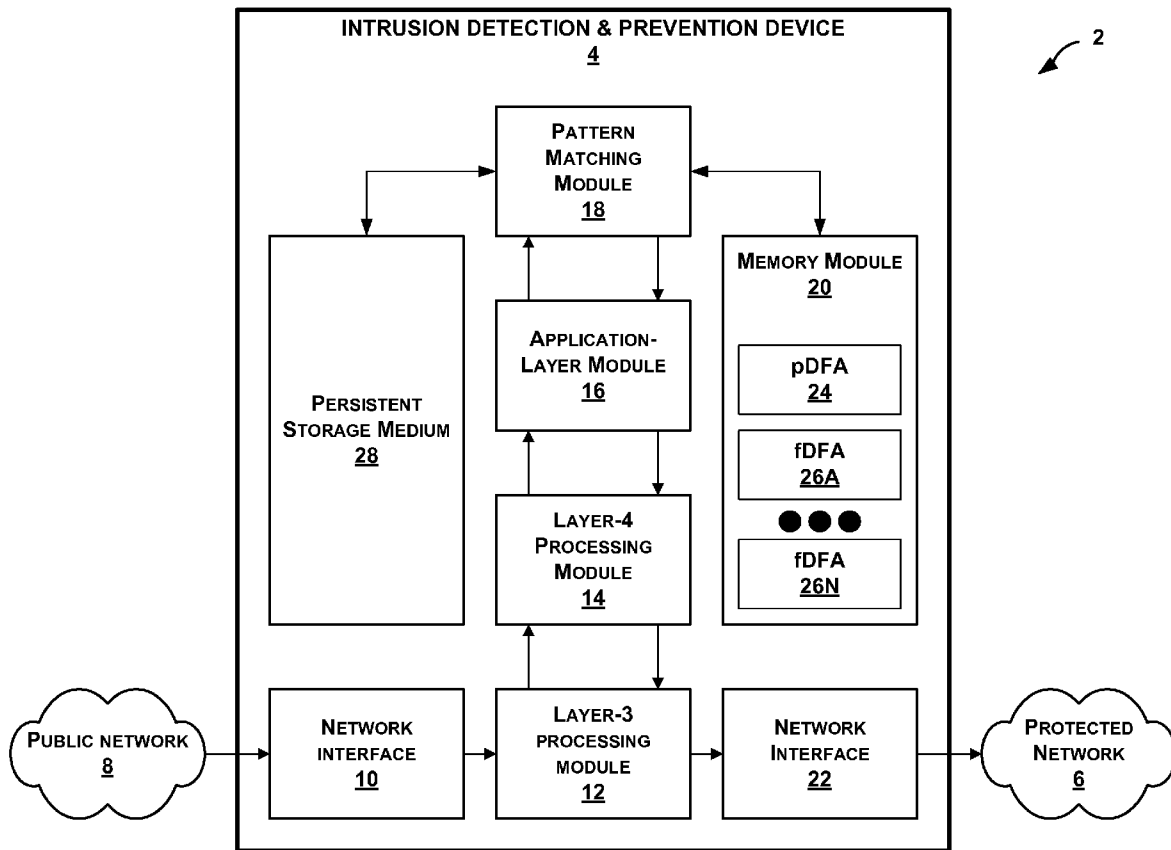 INTRUSION DETECTION & PREVENTION DEVICE
4
2
PATTERN
MATCHING
MODULE
18
PERSISTENT
STORAGE MEDIUM
28
APPLICATION-
LAYER MODULE
16
MEMORY MODULE
20
pDFA
24
fDFA
26A
fDFA
26N
LAYER-4
PROCESSING
MODULE
14
PUBLIC NETWORK
8
NETWORK
INTERFACE
10
LAYER-3
PROCESSING
MODULE
12
NETWORK
INTERFACE
22
PROTECTED
NETWORK
6